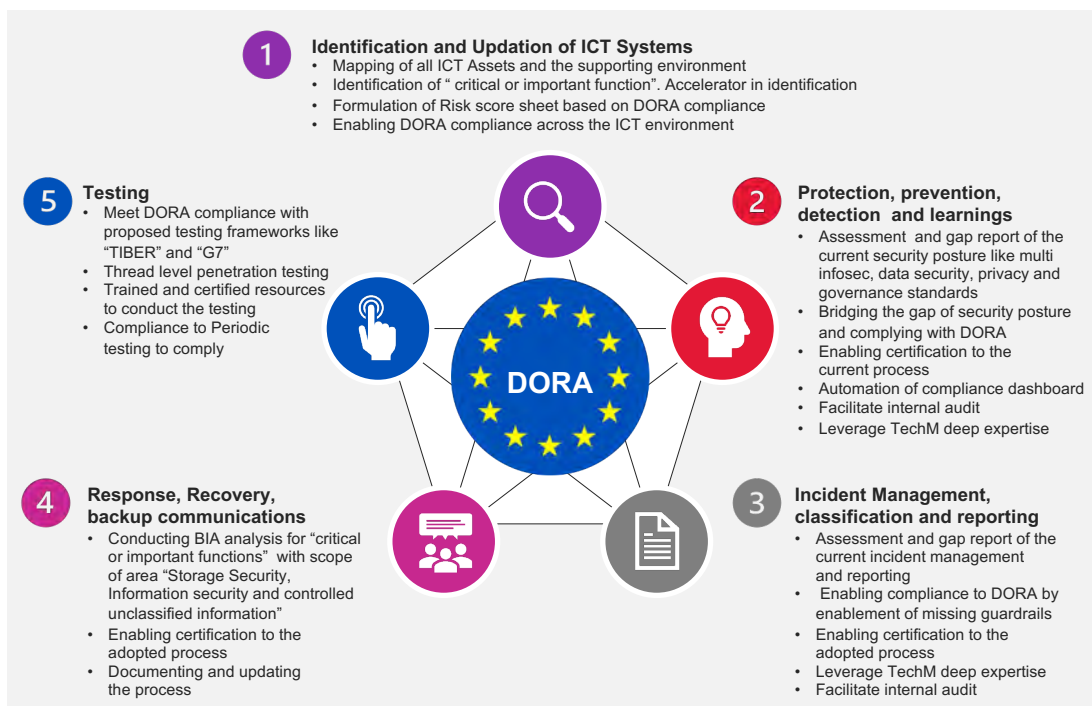 1
Identification and Updation of ICT Systems
• Mapping of all ICT Assets and the supporting environment
• Identification of “ critical or important function”. Accelerator in identification
• Formulation of Risk score sheet based on DORA compliance
• Enabling DORA compliance across the ICT environment
2
Protection, prevention,
detection and learnings
• Assessment and gap report of the
current security posture like multi
infosec, data security, privacy and
governance standards
• Bridging the gap of security posture
and complying with DORA
• Enabling certification to the
current process
• Automation of compliance dashboard
• Facilitate internal audit
• Leverage TechM deep expertise
3
Incident Management,
classification and reporting
• Assessment and gap report of the
current incident management
and reporting
• Enabling compliance to DORA by
enablement of missing guardrails
• Enabling certification to the
adopted process
• Leverage TechM deep expertise
• Facilitate internal audit
4
Response, Recovery,
backup communications
• Conducting BIA analysis for “critical
or important functions” with scope
of area “Storage Security,
Information security and controlled
unclassified information”
• Enabling certification to the
adopted process
• Documenting and updating
the process
5
Testing
• Meet DORA compliance with
proposed testing frameworks like
“TIBER” and “G7”
• Thread level penetration testing
• Trained and certified resources
to conduct the testing
• Compliance to Periodic
testing to comply
DORA